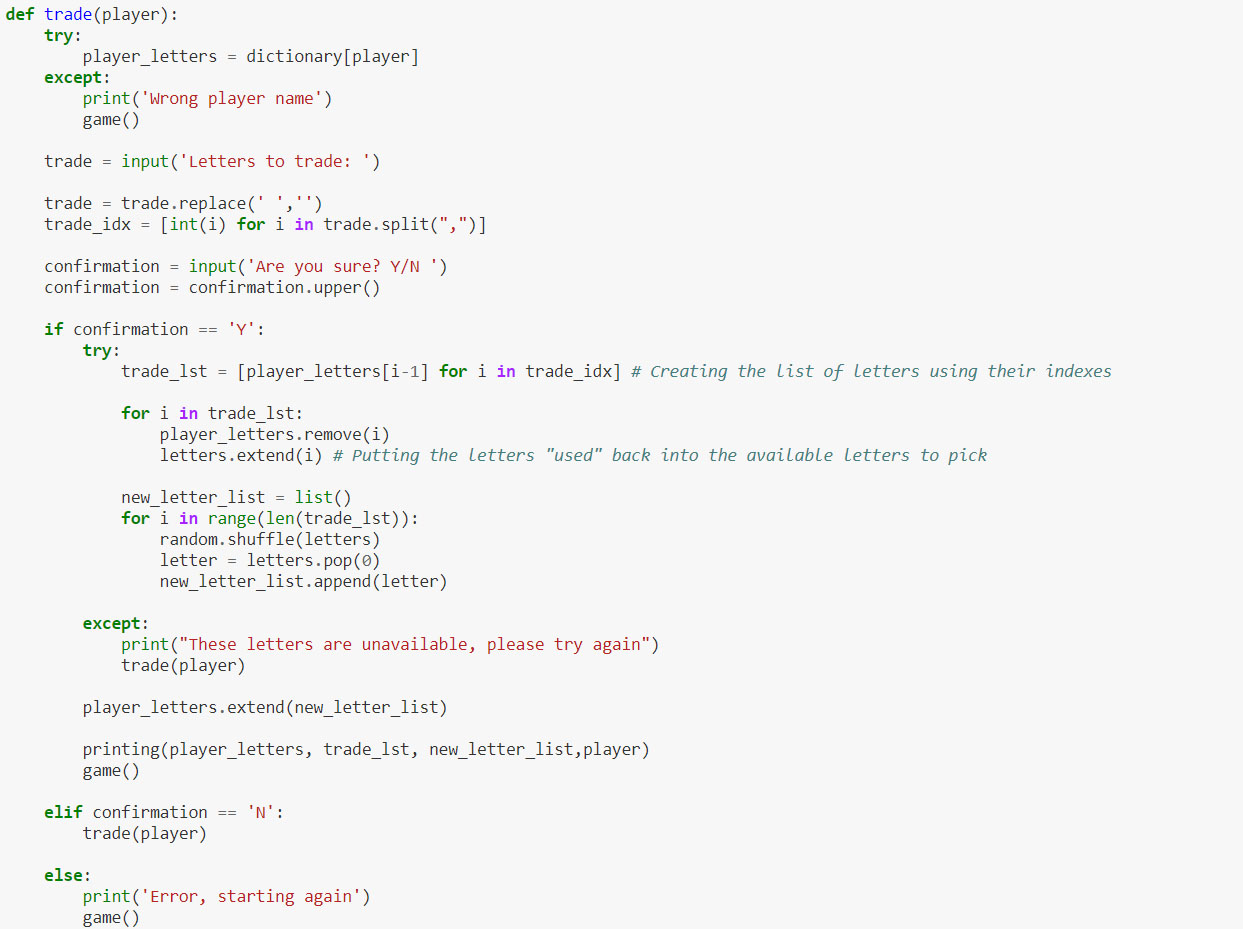 def trade(player):
    try:
        player_letters = dictionary[player]
    except:
        print('Wrong player name')
        game()

    trade = input('Letters to trade: ')

    trade = trade.replace(' ','')
    trade_idx = [int(i) for i in trade.split(",")]

    confirmation = input('Are you sure? Y/N ')
    confirmation = confirmation.upper()

    if confirmation == 'Y':
        try:
            trade_lst = [player_letters[i-1] for i in trade_idx] # Creating the list of letters using their indexes

            for i in trade_lst:
                player_letters.remove(i)
                letters.extend(i) # Putting the letters "used" back into the available letters to pick

            new_letter_list = list()
            for i in range(len(trade_lst)):
                random.shuffle(letters)
                letter = letters.pop(0)
                new_letter_list.append(letter)

        except:
            print("These letters are unavailable, please try again")
            trade(player)

        player_letters.extend(new_letter_list)

        printing(player_letters, trade_lst, new_letter_list,player)
        game()

    elif confirmation == 'N':
        trade(player)

    else:
        print('Error, starting again')
        game()